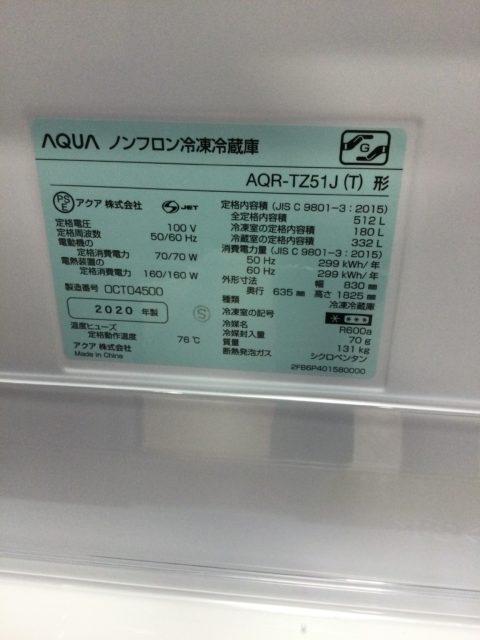 AQUA ノンフロン冷凍冷蔵庫
G
AQR-TZ51J(T) 形
PSE アクア 株式会社 S JET
定格電圧 100 V
定格周波数 50/60 Hz
電動機の
定格消費電力 70/70 W
電熱装置の
定格消費電力 160/160 W
製造番号 0CT04500
2020 年製 S
温度ヒューズ
定格動作温度 76℃
アクア 株式会社
Made in China
定格内容積 (JIS C 9801-3 : 2015)
全定格内容積 512 L
冷凍室の定格内容積 180 L
冷蔵室の定格内容積 332 L
消費電力量 (JIS C 9801-3 : 2015)
50 Hz 299 kWh/年
60 Hz 299 kWh/年
外形寸法 幅 830 mm
奥行 635 mm 高さ 1825 mm
種類 冷凍冷蔵庫
冷凍室の記号 * ***
冷媒名 R600a
冷媒封入量 70 g
質量 131 kg
断熱発泡ガス シクロペンタン
2FB6P401580000